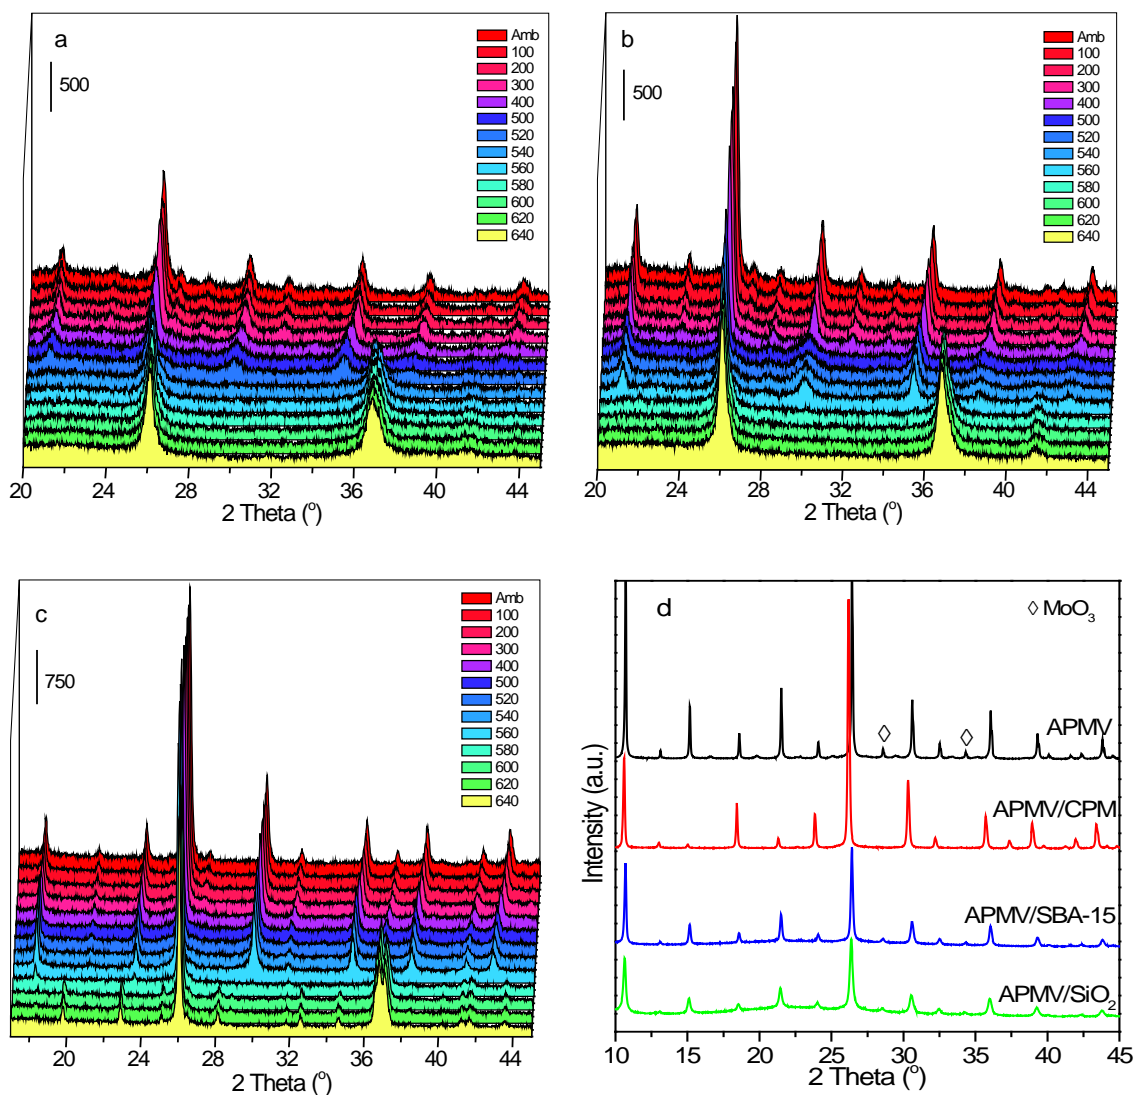 a
500
Amb
100
200
300
400
500
520
540
560
580
600
620
640
20 24 28 32 36 40 44
2 Theta (°)
b
500
Amb
100
200
300
400
500
520
540
560
580
600
620
640
20 24 28 32 36 40 44
2 Theta (°)
c
750
Amb
100
200
300
400
500
520
540
560
580
600
620
640
20 24 28 32 36 40 44
2 Theta (°)
d
◊ MoO₃
APMV
APMV/CPM
APMV/SBA-15
APMV/SiO₂
Intensity (a.u.)
10 15 20 25 30 35 40 45
2 Theta (°)